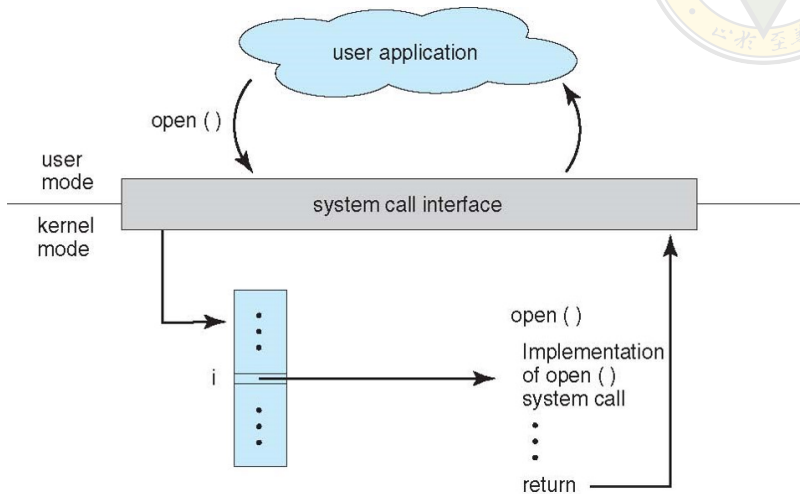 user application
open ( )
user
mode
system call interface
kernel
mode
open ( )
i
Implementation
of open ( )
system call
return